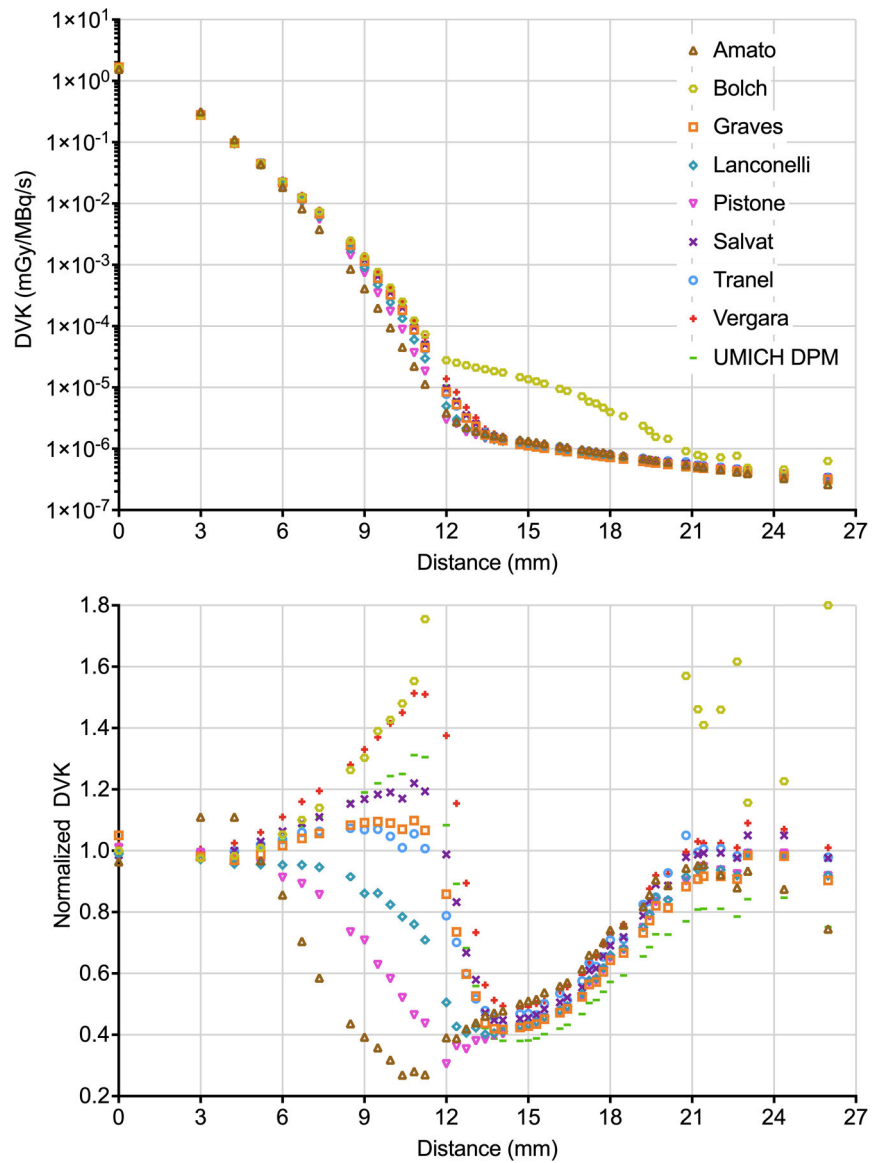 1×10¹
1×10⁰
1×10⁻¹
1×10⁻²
1×10⁻³
1×10⁻⁴
1×10⁻⁵
1×10⁻⁶
1×10⁻⁷
DVK (mGy/MBq/s)
Amato
Bolch
Graves
Lanconelli
Pistone
Salvat
Tranel
Vergara
UMICH DPM
0 3 6 9 12 15 18 21 24 27
Distance (mm)
1.8
1.6
1.4
1.2
1.0
0.8
0.6
0.4
0.2
Normalized DVK
0 3 6 9 12 15 18 21 24 27
Distance (mm)